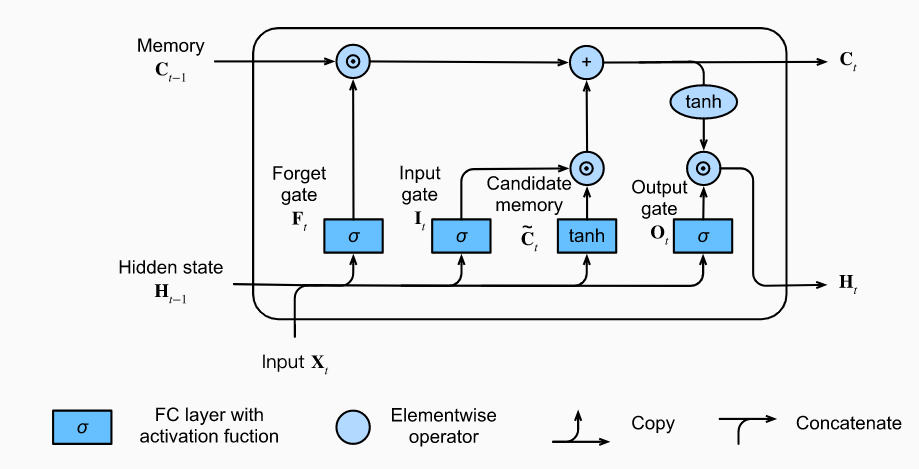 Memory
C_{t−1}
C_t
tanh
Forget
gate
F_t
Input
gate
I_t
Candidate
memory
C̃_t
Output
gate
O_t
σ
σ
tanh
σ
Hidden state
H_{t−1}
H_t
Input X_t
σ
FC layer with
activation fuction
Elementwise
operator
Copy
Concatenate